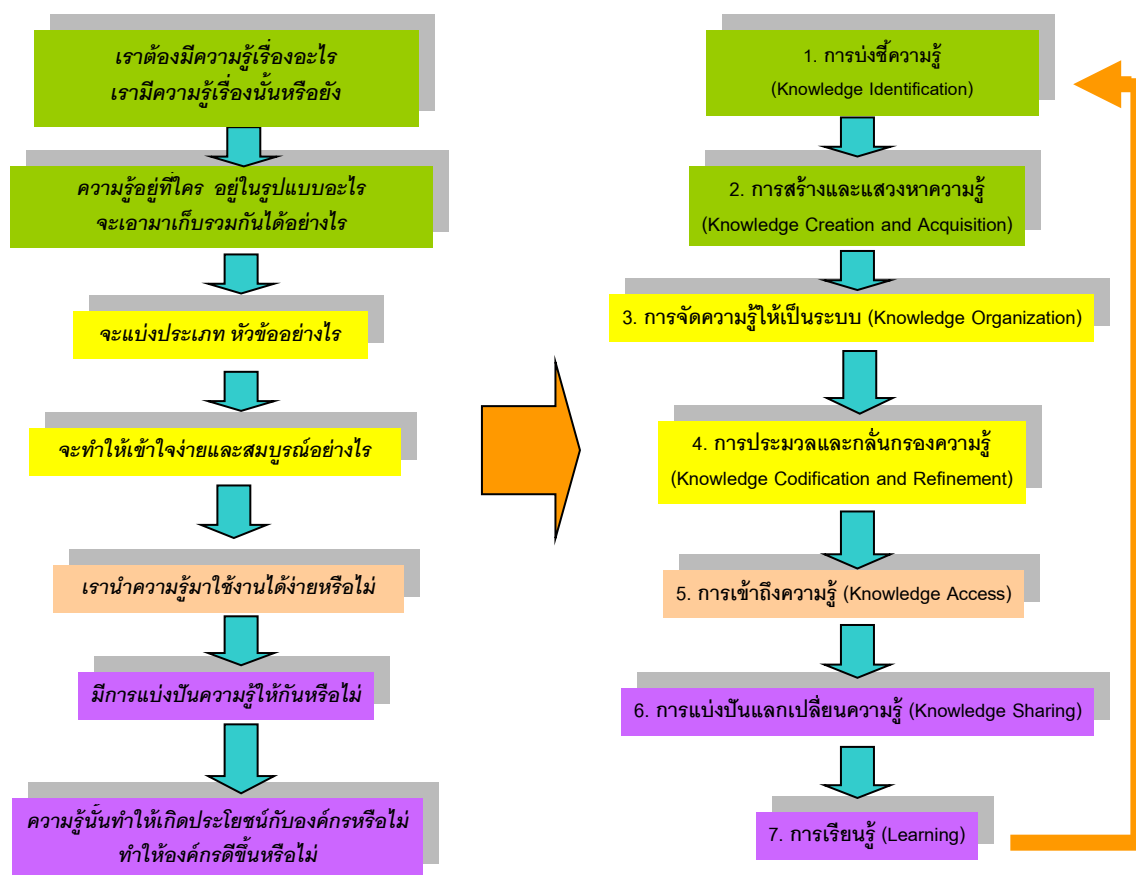 เราต้องมีความรู้เรื่องอะไร
เรามีความรู้เรื่องนั้นหรือยัง
ความรู้อยู่ที่ใคร อยู่ในรูปแบบอะไร
จะเอามาเก็บรวมกันได้อย่างไร
จะแบ่งประเภท หัวข้ออย่างไร
จะทำให้เข้าใจง่ายและสมบูรณ์อย่างไร
เรานำความรู้มาใช้งานได้ง่ายหรือไม่
มีการแบ่งปันความรู้ให้กันหรือไม่
ความรู้นั้นทำให้เกิดประโยชน์กับองค์กรหรือไม่
ทำให้องค์กรดีขึ้นหรือไม่
1. การบ่งชี้ความรู้
(Knowledge Identification)
2. การสร้างและแสวงหาความรู้
(Knowledge Creation and Acquisition)
3. การจัดความรู้ให้เป็นระบบ (Knowledge Organization)
4. การประมวลและกลั่นกรองความรู้
(Knowledge Codification and Refinement)
5. การเข้าถึงความรู้ (Knowledge Access)
6. การแบ่งปันแลกเปลี่ยนความรู้ (Knowledge Sharing)
7. การเรียนรู้ (Learning)